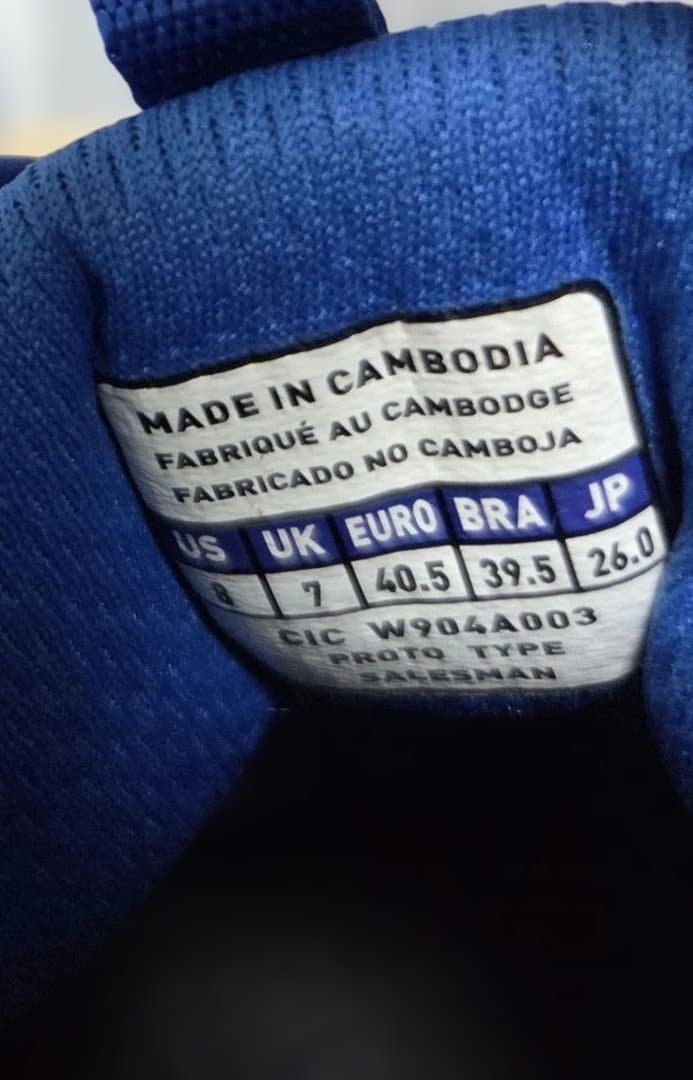 MADE IN CAMBODIA
FABRIQUÉ AU CAMBODGE
FABRICADO NO CAMBOJA
US UK EURO BRA JP
8 7 40.5 39.5 26.0
CIC W904A003
PROTO TYPE
SALESMAN